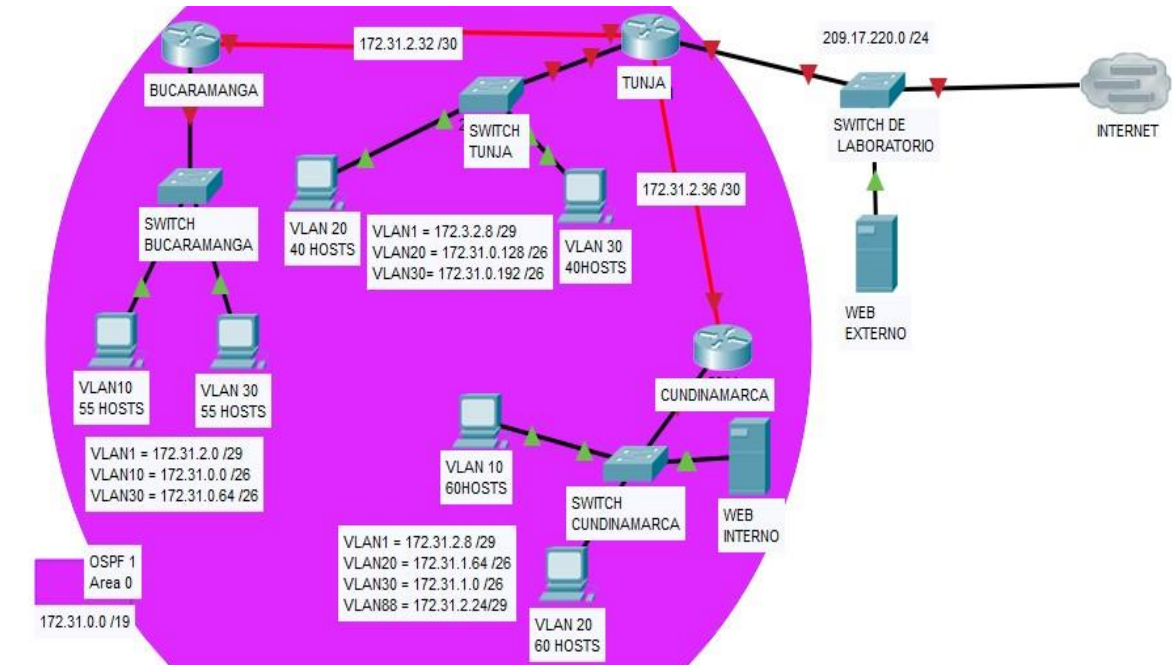 172.31.2.32 /30
BUCARAMANGA
TUNJA
209.17.220.0 /24
SWITCH DE
LABORATORIO
INTERNET
SWITCH
TUNJA
172.31.2.36 /30
SWITCH
BUCARAMANGA
VLAN 20
40 HOSTS
VLAN1 = 172.3.2.8 /29
VLAN20 = 172.31.0.128 /26
VLAN30= 172.31.0.192 /26
VLAN 30
40HOSTS
WEB
EXTERNO
VLAN10
55 HOSTS
VLAN 30
55 HOSTS
CUNDINAMARCA
VLAN1 = 172.31.2.0 /29
VLAN10 = 172.31.0.0 /26
VLAN30 = 172.31.0.64 /26
VLAN 10
60HOSTS
SWITCH
CUNDINAMARCA
WEB
INTERNO
VLAN1 = 172.31.2.8 /29
VLAN20 = 172.31.1.64 /26
VLAN30 = 172.31.1.0 /26
VLAN88 = 172.31.2.24/29
VLAN 20
60 HOSTS
OSPF 1
Area 0
172.31.0.0 /19